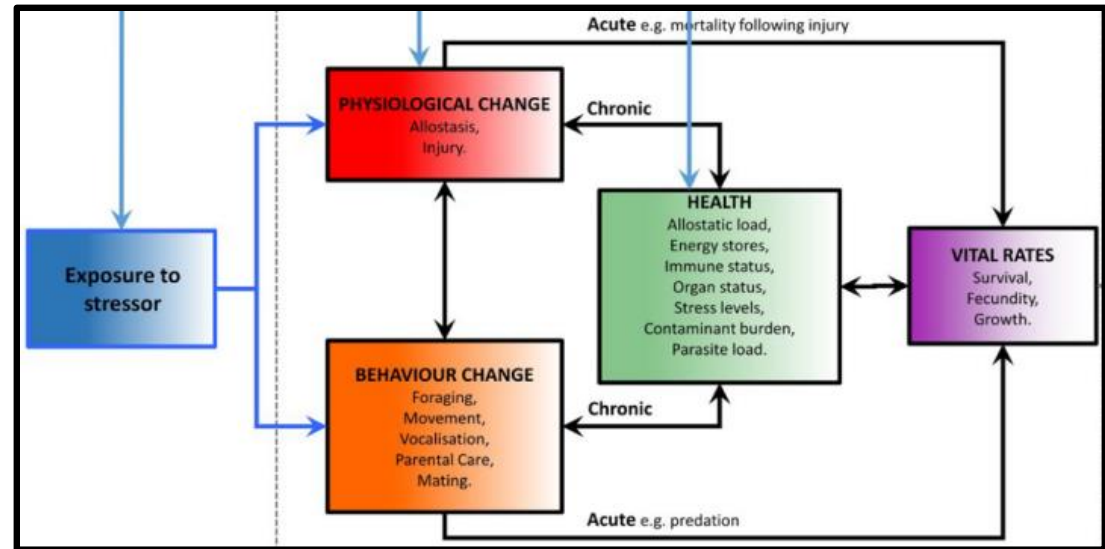 Acute e.g. mortality following injury
PHYSIOLOGICAL CHANGE
Allostasis,
Injury.
Chronic
Exposure to
stressor
HEALTH
Allostatic load,
Energy stores,
Immune status,
Organ status,
Stress levels,
Contaminant burden,
Parasite load.
VITAL RATES
Survival,
Fecundity,
Growth.
BEHAVIOUR CHANGE
Foraging,
Movement,
Vocalisation,
Parental Care,
Mating.
Chronic
Acute e.g. predation